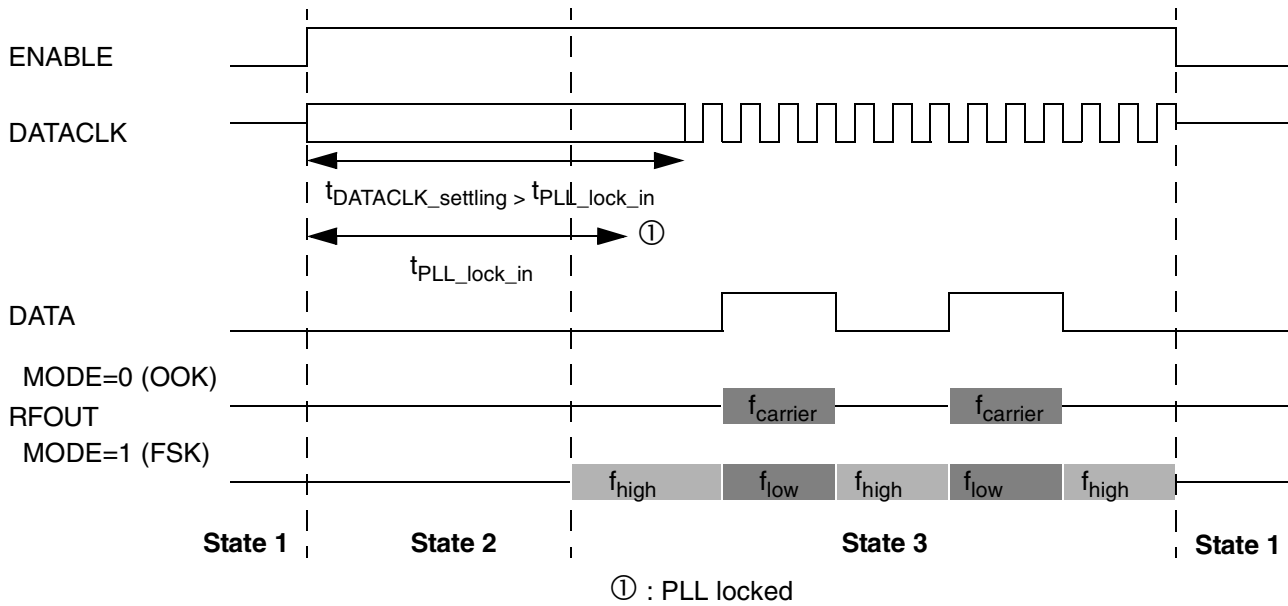 ENABLE
DATACLK
tDATACLK_settling > tPLL_lock_in
①
tPLL_lock_in
DATA
MODE=0 (OOK)
fcarrier fcarrier
RFOUT
MODE=1 (FSK)
fhigh flow fhigh flow fhigh
State 1 State 2 State 3 State 1
① : PLL locked